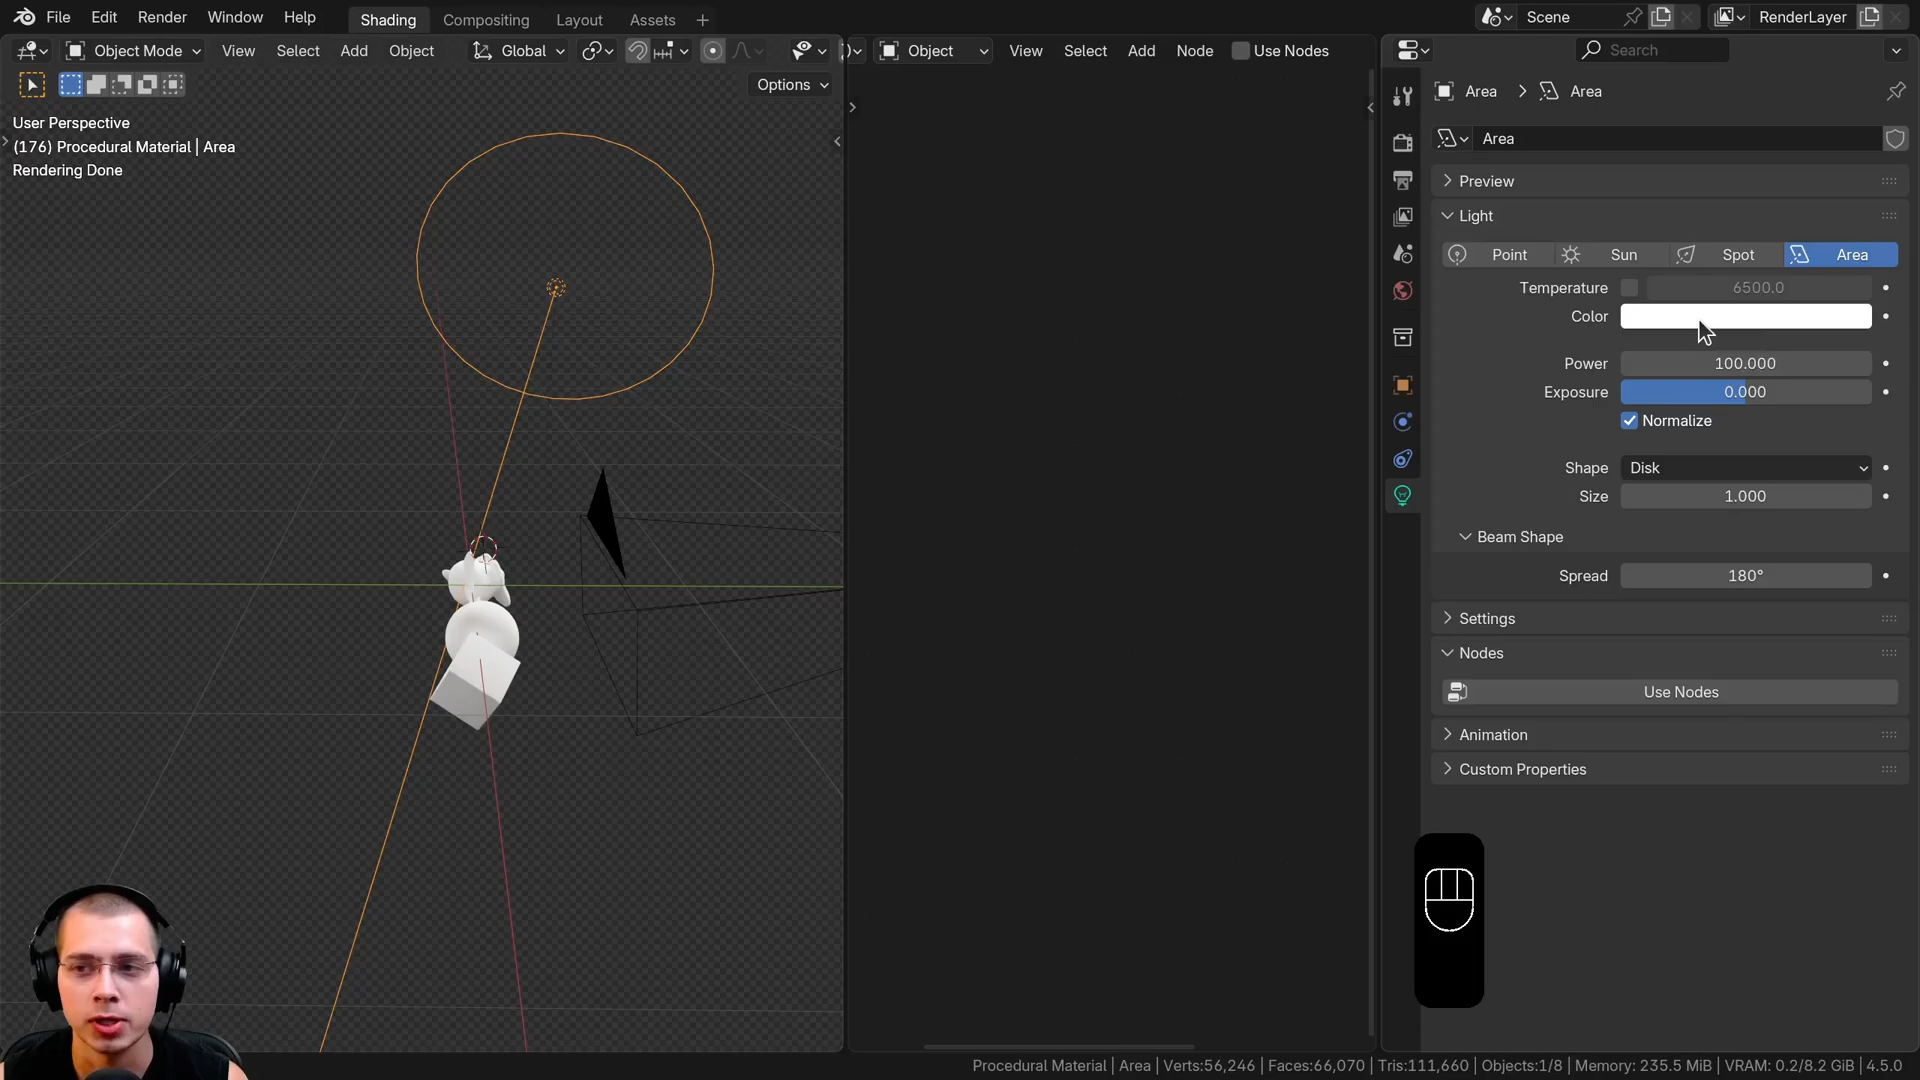 File Edit Render Window Help Shading Compositing Layout Assets + Scene RenderLayer
Object Mode View Select Add Object Global Object View Select Add Node Use Nodes Search
Options
User Perspective
(176) Procedural Material | Area
Rendering Done
Area Area
Area
Preview
Light
Point Sun Spot Area
Temperature 6500.0
Color
Power 100.000
Exposure 0.000
Normalize
Shape Disk
Size 1.000
Beam Shape
Spread 180°
Settings
Nodes
Use Nodes
Animation
Custom Properties
Procedural Material | Area | Verts:56,246 | Faces:66,070 | Tris:111,660 | Objects:1/8 | Memory: 235.5 MiB | VRAM: 0.2/8.2 GiB | 4.5.0